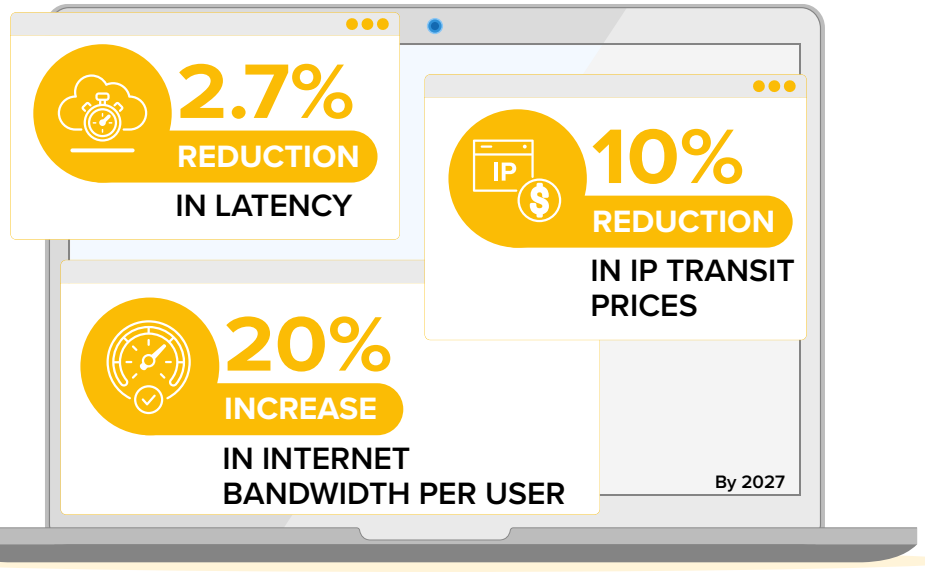 2.7%
REDUCTION
IN LATENCY
IP
$
10%
REDUCTION
IN IP TRANSIT
PRICES
20%
INCREASE
IN INTERNET
BANDWIDTH PER USER
By 2027